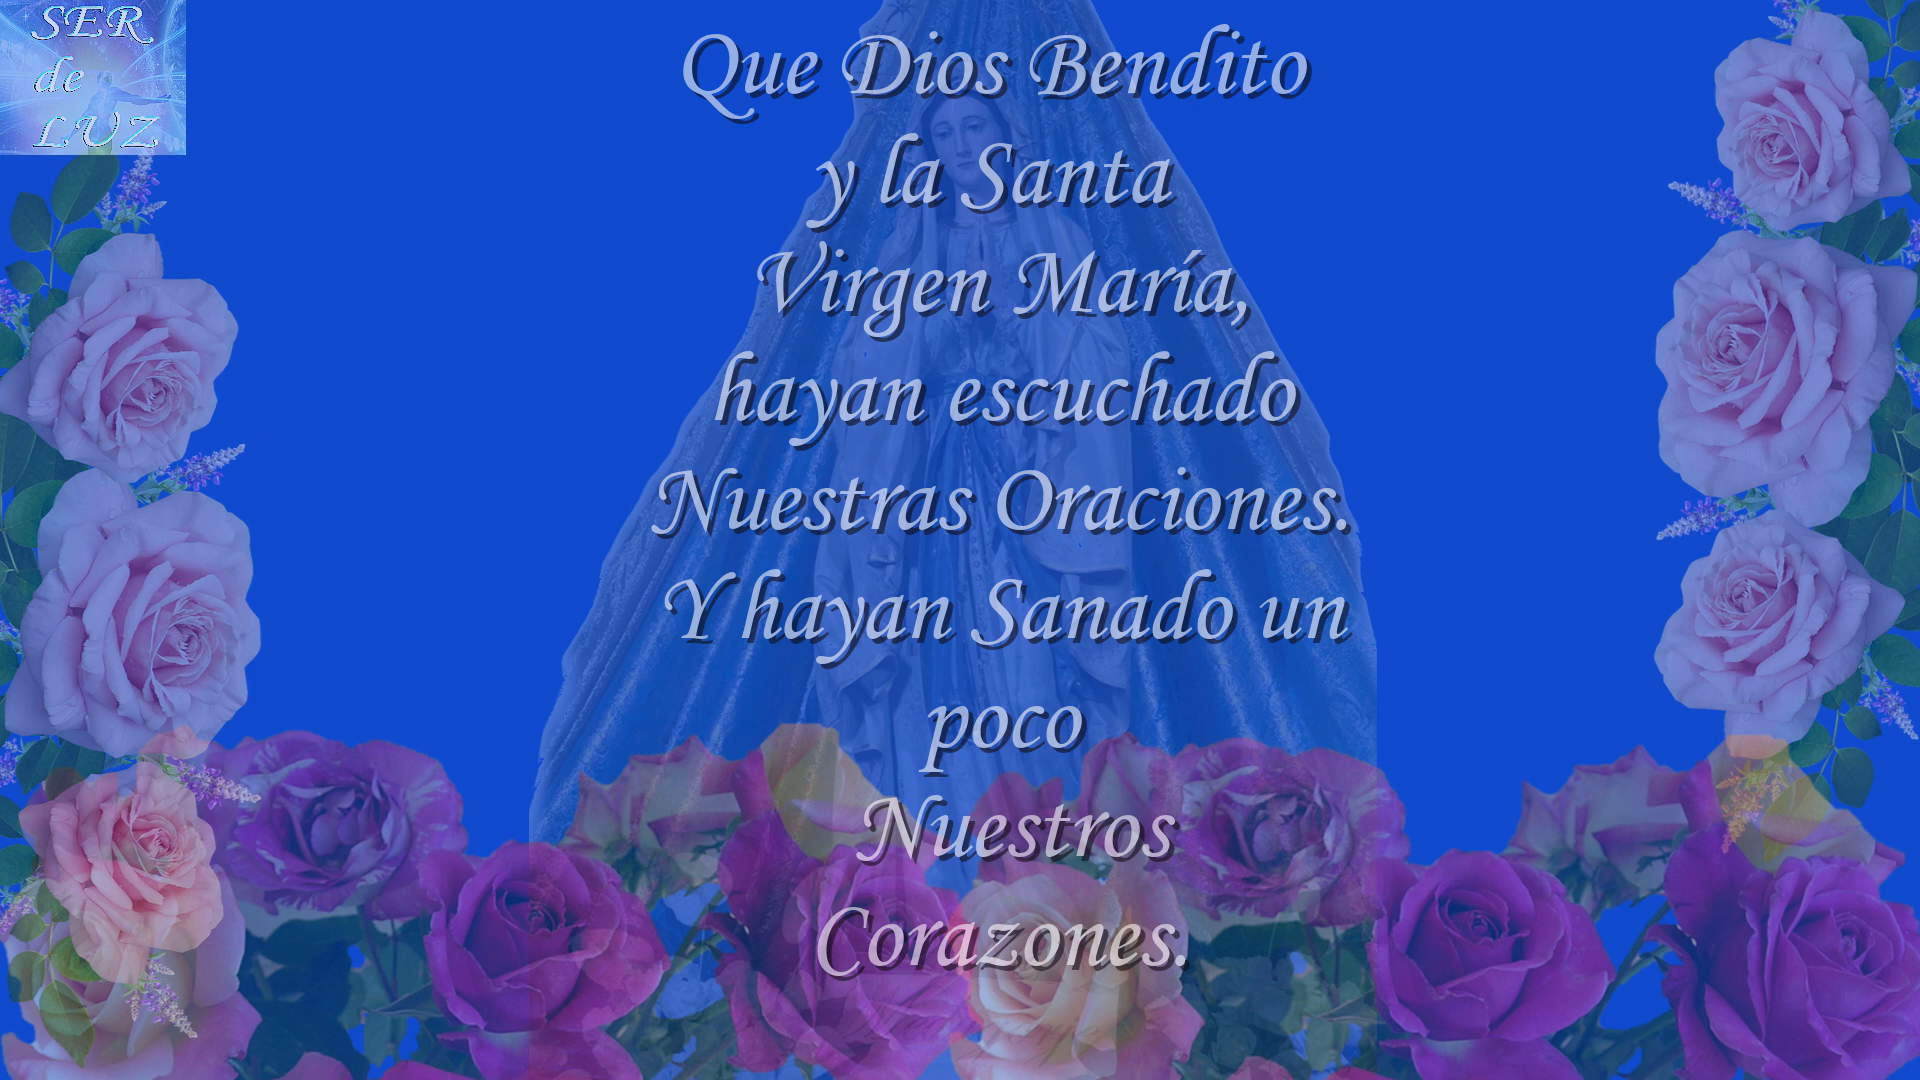 SER
de
LUZ
Que Dios Bendito
y la Santa
Virgen María,
hayan escuchado
Nuestras Oraciones.
Y hayan Sanado un
poco
Nuestros
Corazones.